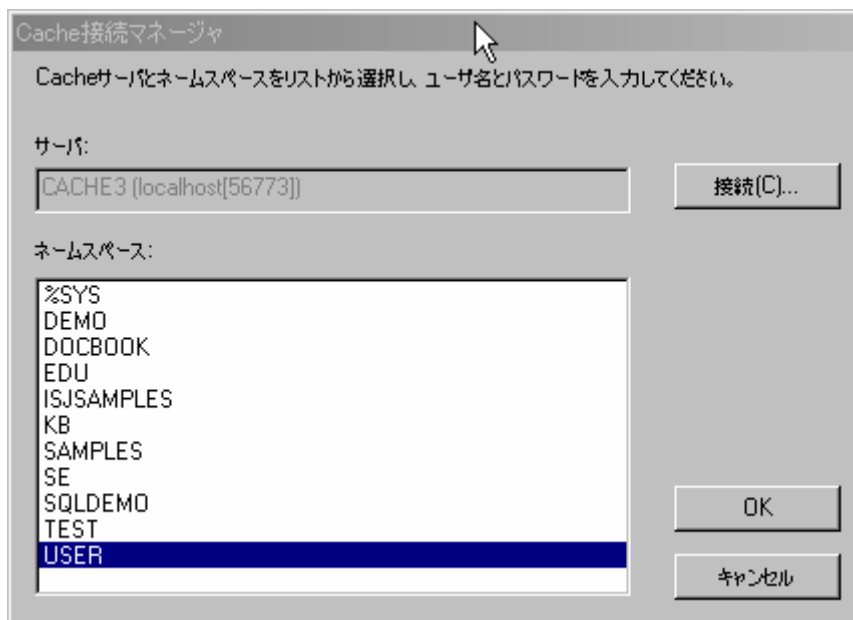 Cache接続マネージャ
Cacheサーバとネームスペースをリストから選択し、ユーザ名とパスワードを入力してください。
サーバ:
CACHE3 (localhost[56773])
接続(C)...
ネームスペース:
%SYS
DEMO
DOCBOOK
EDU
ISJSAMPLES
KB
SAMPLES
SE
SQLDEMO
TEST
USER
OK
キャンセル